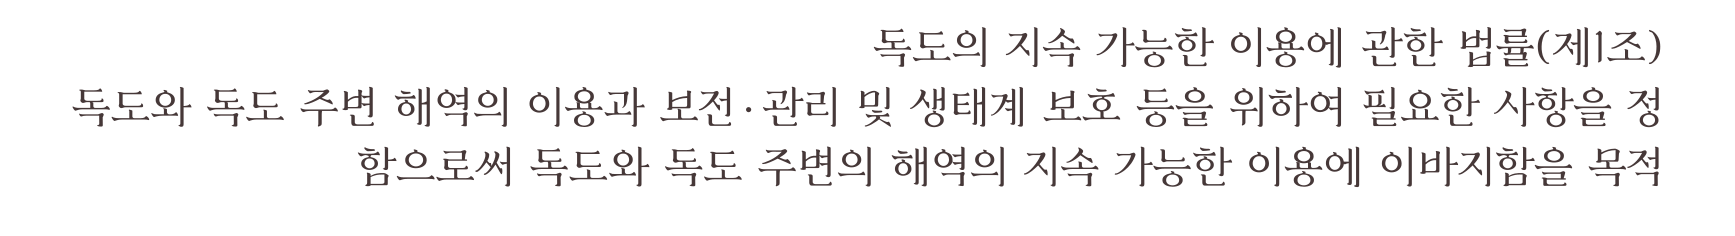 독도의 지속 가능한 이용에 관한 법률(제1조)
독도와 독도 주변 해역의 이용과 보전·관리 및 생태계 보호 등을 위하여 필요한 사항을 정
함으로써 독도와 독도 주변의 해역의 지속 가능한 이용에 이바지함을 목적